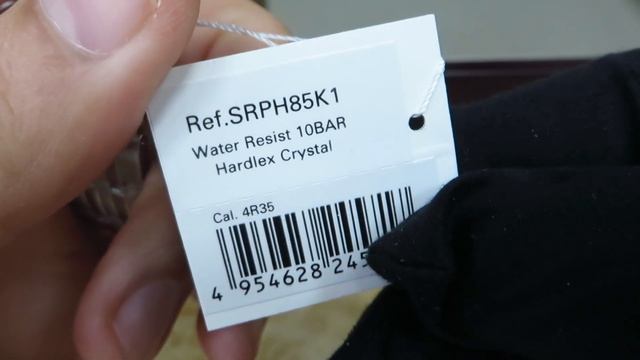 Ref.SRPH85K1
Water Resist 10BAR
Hardlex Crystal
Cal. 4R35
4 954628 245